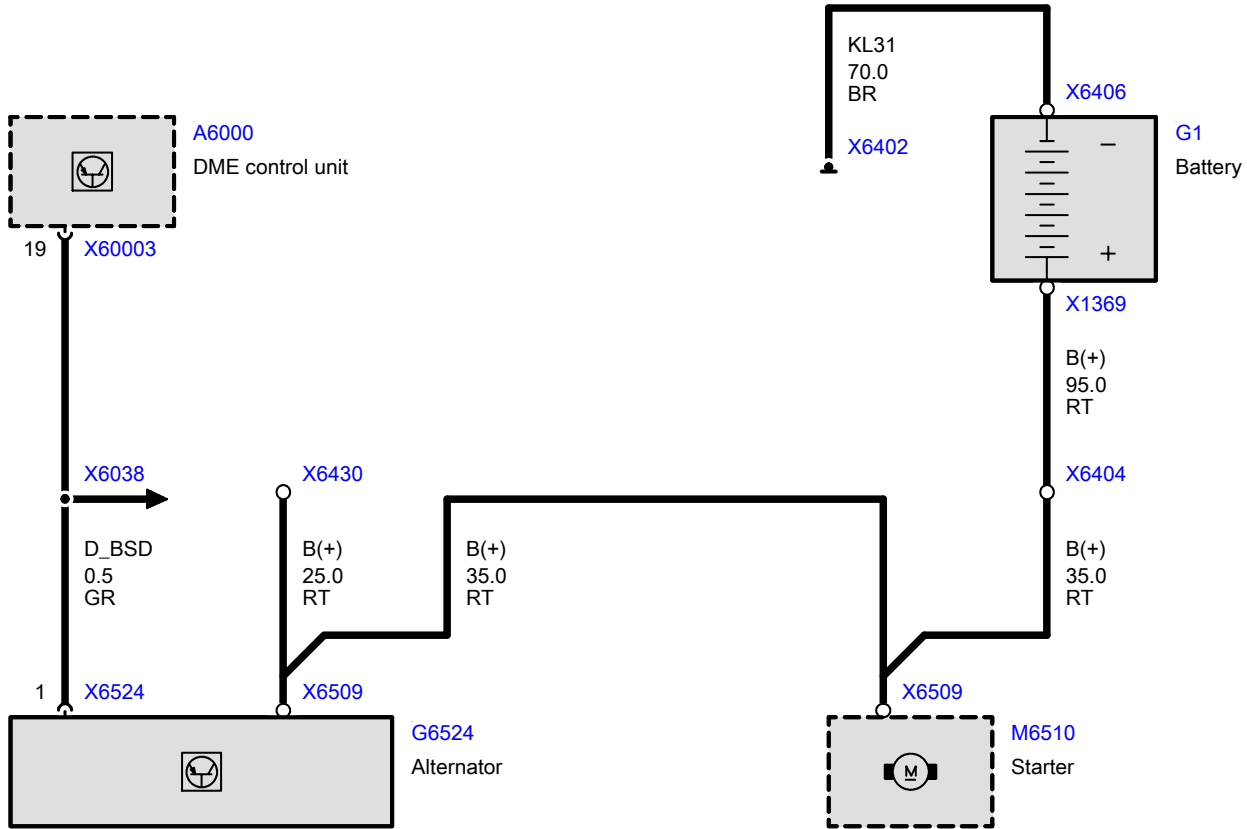 KL31
70.0
BR
X6406
A6000
DME control unit
X6402
G1
Battery
−
+
19 X60003
X1369
B(+)
95.0
RT
X6038
X6430
X6404
D_BSD
0.5
GR
B(+)
25.0
RT
B(+)
35.0
RT
B(+)
35.0
RT
1 X6524
X6509
X6509
G6524
Alternator
M
M6510
Starter